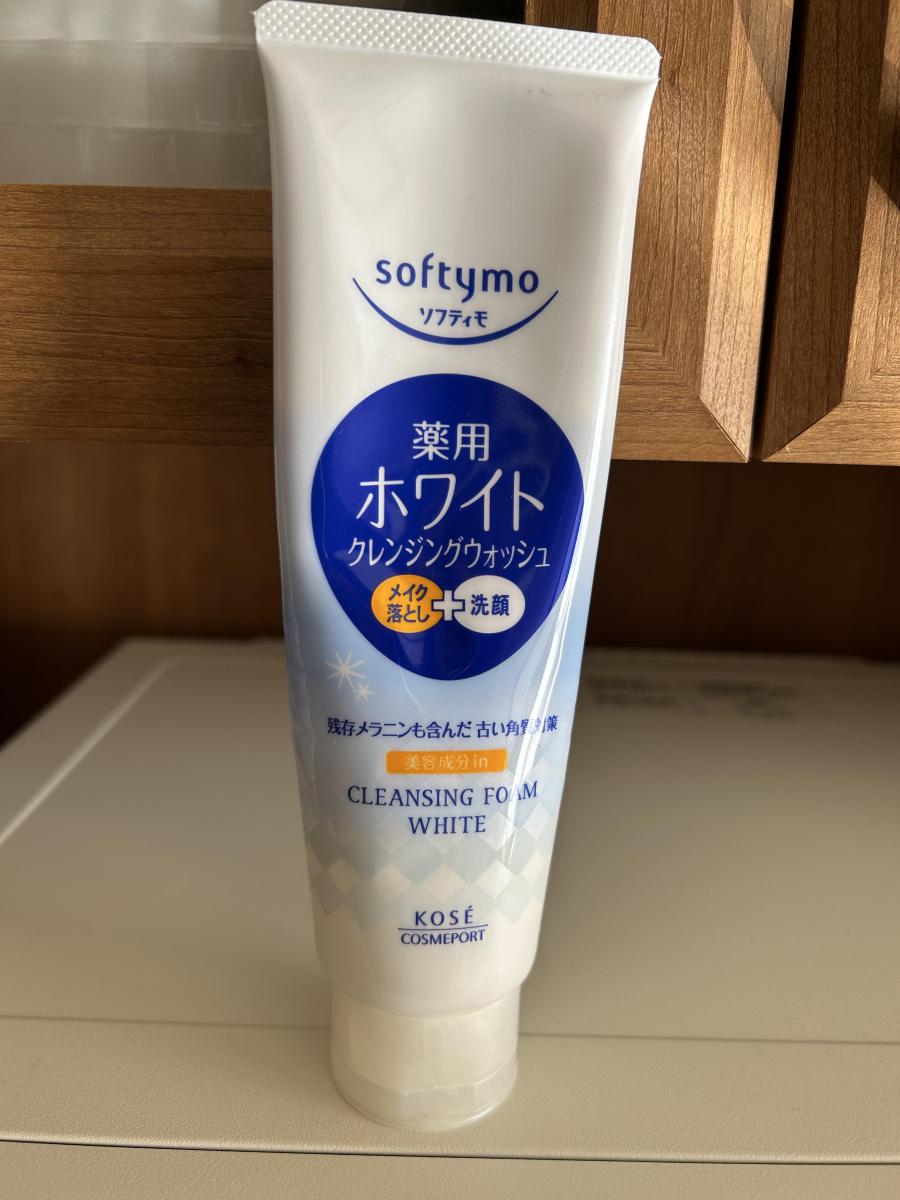 softymo
ソフティモ
薬用
ホワイト
クレンジングウォッシュ
メイク
落とし
+
洗顔
残存メラニンも含んだ 古い角質対策
美容成分in
CLEANSING FOAM
WHITE
KOSÉ
COSMEPORT